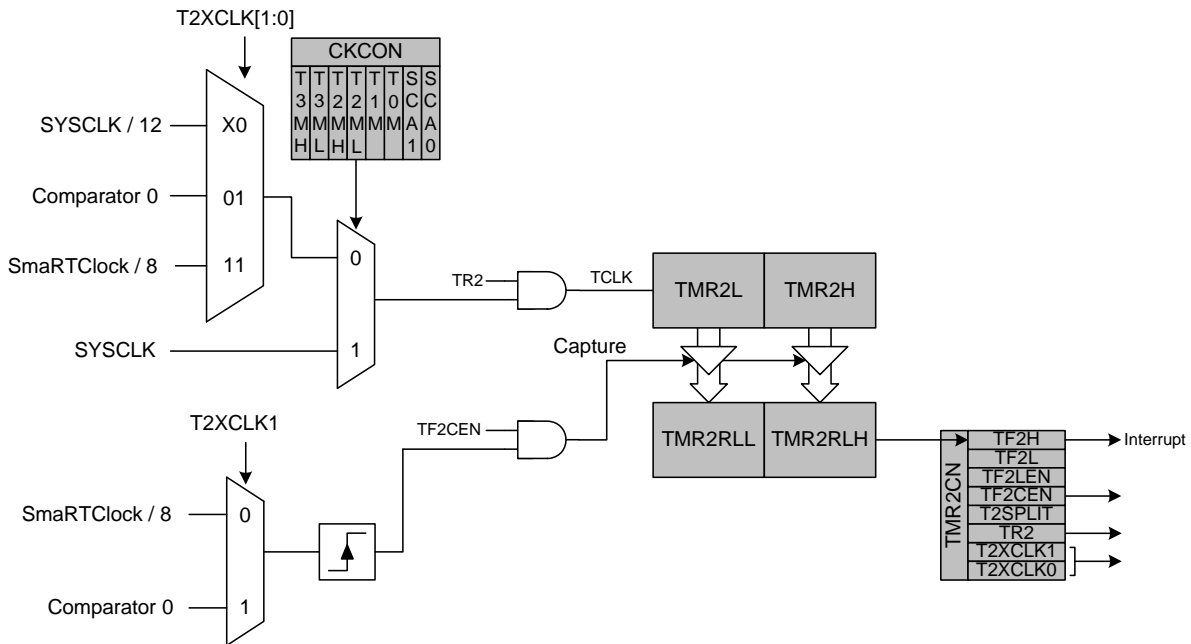 T2XCLK[1:0]
CKCON
T3MH
T3ML
T2MH
T2ML
T1M
T0M
SCA1
SCA0
SYSCLK / 12
X0
Comparator 0
01
SmaRTClock / 8
11
0
SYSCLK
1
TR2
TCLK
TMR2L
TMR2H
Capture
TMR2RLL
TMR2RLH
T2XCLK1
TF2CEN
SmaRTClock / 8
0
Comparator 0
1
TMR2CN
TF2H
TF2L
TF2LEN
TF2CEN
T2SPLIT
TR2
T2XCLK1
T2XCLK0
Interrupt